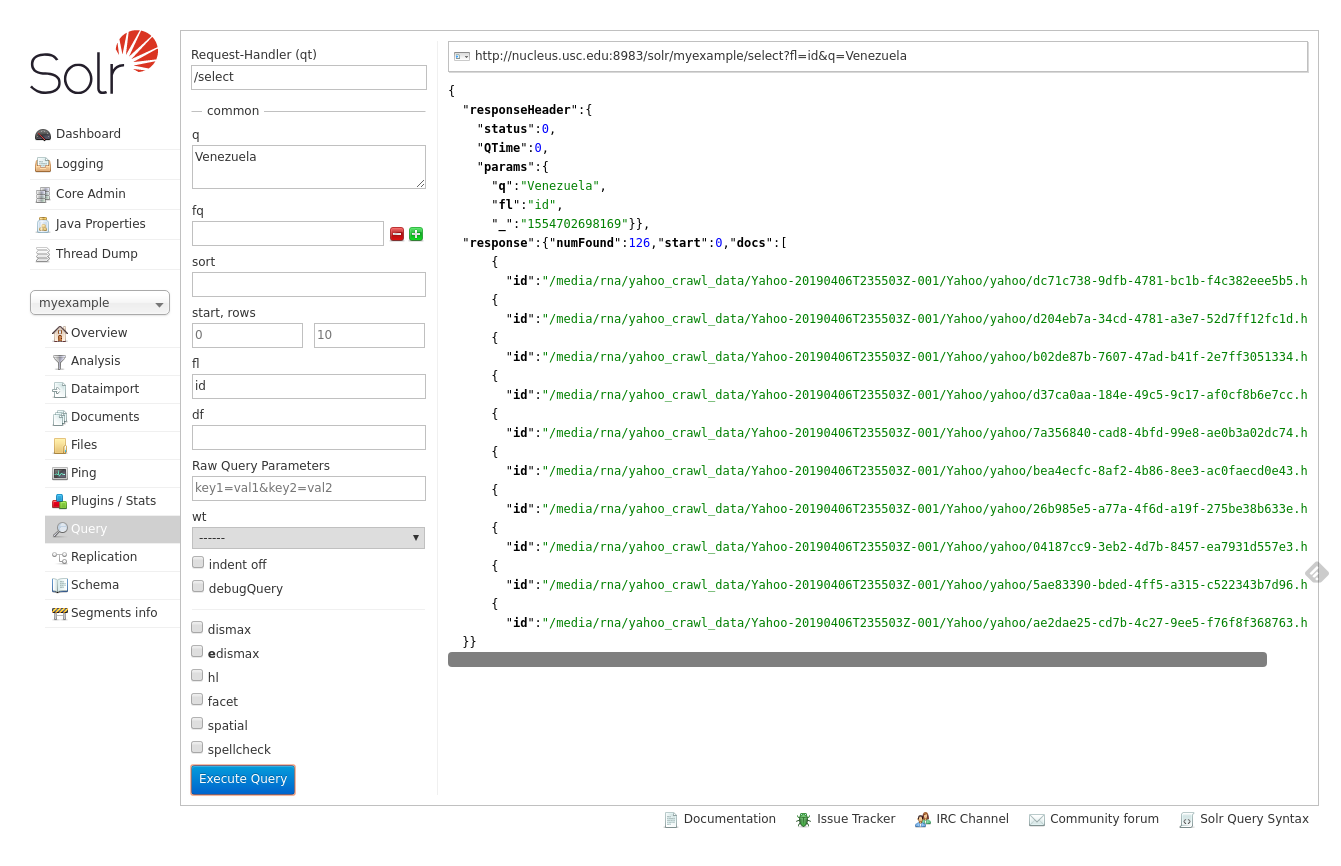 Solr
Dashboard
Logging
Core Admin
Java Properties
Thread Dump
myexample
Overview
Analysis
Dataimport
Documents
Files
Ping
Plugins / Stats
Query
Replication
Schema
Segments info
Request-Handler (qt)
/select
common
q
Venezuela
fq
sort
start, rows
0 10
fl
id
df
Raw Query Parameters
key1=val1&key2=val2
wt
------
indent off
debugQuery
dismax
edismax
hl
facet
spatial
spellcheck
Execute Query
http://nucleus.usc.edu:8983/solr/myexample/select?fl=id&q=Venezuela
{
"responseHeader":{
"status":0,
"QTime":0,
"params":{
"q":"Venezuela",
"fl":"id",
"_":"1554702698169"}},
"response":{"numFound":126,"start":0,"docs":[
{
"id":"/media/rna/yahoo_crawl_data/Yahoo-20190406T235503Z-001/Yahoo/yahoo/dc71c738-9dfb-4781-bc1b-f4c382eee5b5.h
{
"id":"/media/rna/yahoo_crawl_data/Yahoo-20190406T235503Z-001/Yahoo/yahoo/d204eb7a-34cd-4781-a3e7-52d7ff12fc1d.h
{
"id":"/media/rna/yahoo_crawl_data/Yahoo-20190406T235503Z-001/Yahoo/yahoo/b02de87b-7607-47ad-b41f-2e7ff3051334.h
{
"id":"/media/rna/yahoo_crawl_data/Yahoo-20190406T235503Z-001/Yahoo/yahoo/d37ca0aa-184e-49c5-9c17-af0cf8b6e7cc.h
{
"id":"/media/rna/yahoo_crawl_data/Yahoo-20190406T235503Z-001/Yahoo/yahoo/7a356840-cad8-4bfd-99e8-ae0b3a02dc74.h
{
"id":"/media/rna/yahoo_crawl_data/Yahoo-20190406T235503Z-001/Yahoo/yahoo/bea4ecfc-8af2-4b86-8ee3-ac0faecd0e43.h
{
"id":"/media/rna/yahoo_crawl_data/Yahoo-20190406T235503Z-001/Yahoo/yahoo/26b985e5-a77a-4f6d-a19f-275be38b633e.h
{
"id":"/media/rna/yahoo_crawl_data/Yahoo-20190406T235503Z-001/Yahoo/yahoo/04187cc9-3eb2-4d7b-8457-ea7931d557e3.h
{
"id":"/media/rna/yahoo_crawl_data/Yahoo-20190406T235503Z-001/Yahoo/yahoo/5ae83390-bded-4ff5-a315-c522343b7d96.h
{
"id":"/media/rna/yahoo_crawl_data/Yahoo-20190406T235503Z-001/Yahoo/yahoo/ae2dae25-cd7b-4c27-9ee5-f76f8f368763.h
}}
Documentation Issue Tracker IRC Channel Community forum Solr Query Syntax